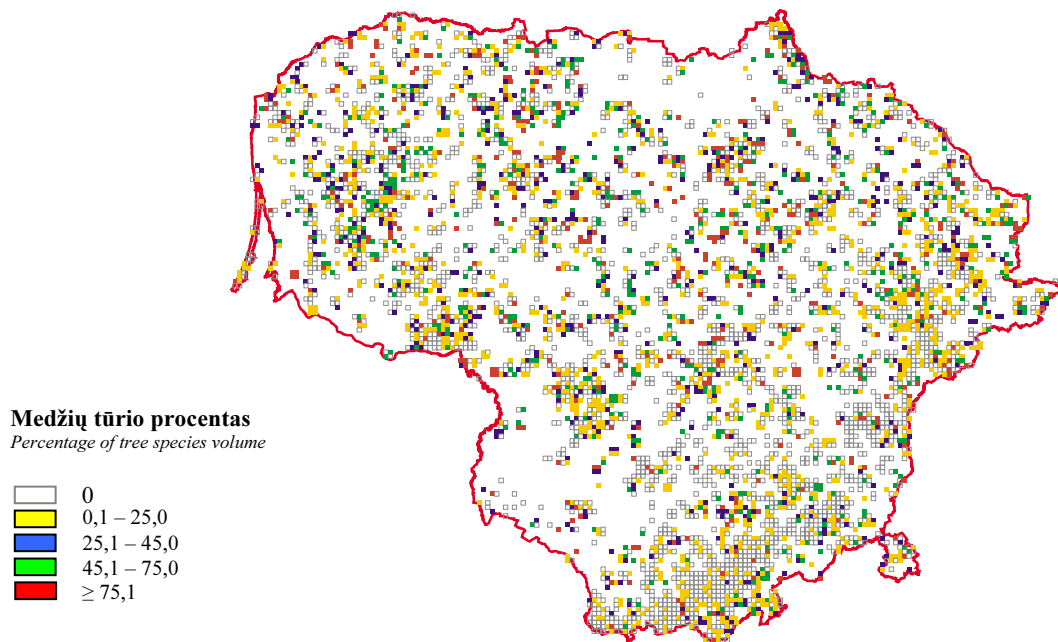 Medžių tūrio procentas
Percentage of tree species volume
0
0,1 – 25,0
25,1 – 45,0
45,1 – 75,0
≥ 75,1